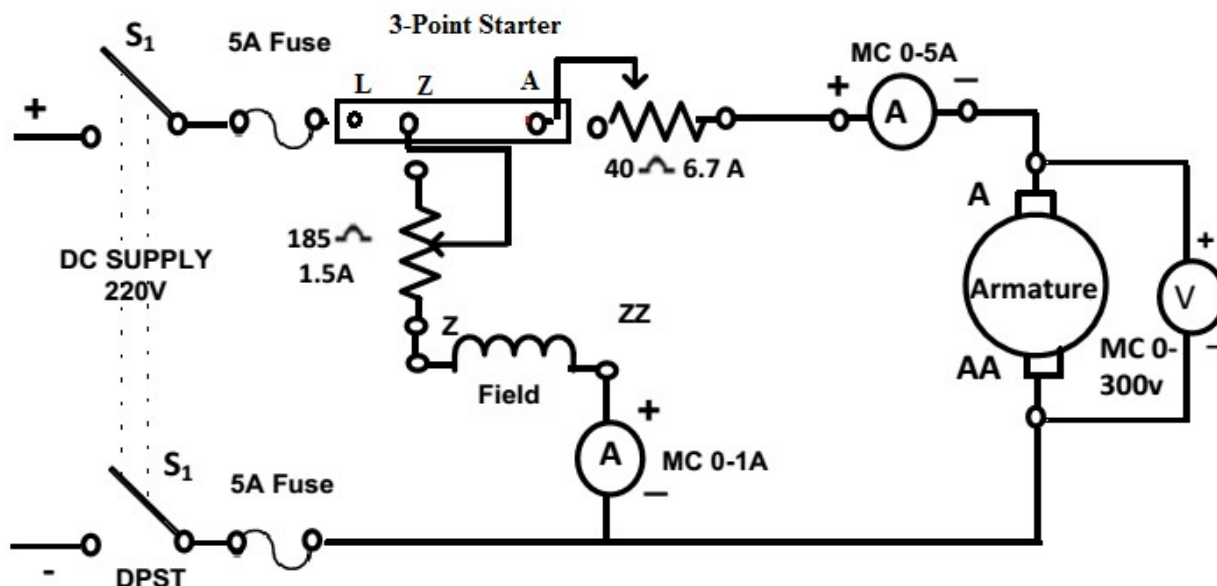 S1
5A Fuse
3-Point Starter
L Z A
MC 0-5A
+ −
A
+
40 6.7 A
185
1.5A
DC SUPPLY
220V
Z
ZZ
Field
A
Armature
AA
V
+
−
MC 0-
300v
+
A
−
MC 0-1A
S1
5A Fuse
-
DPST